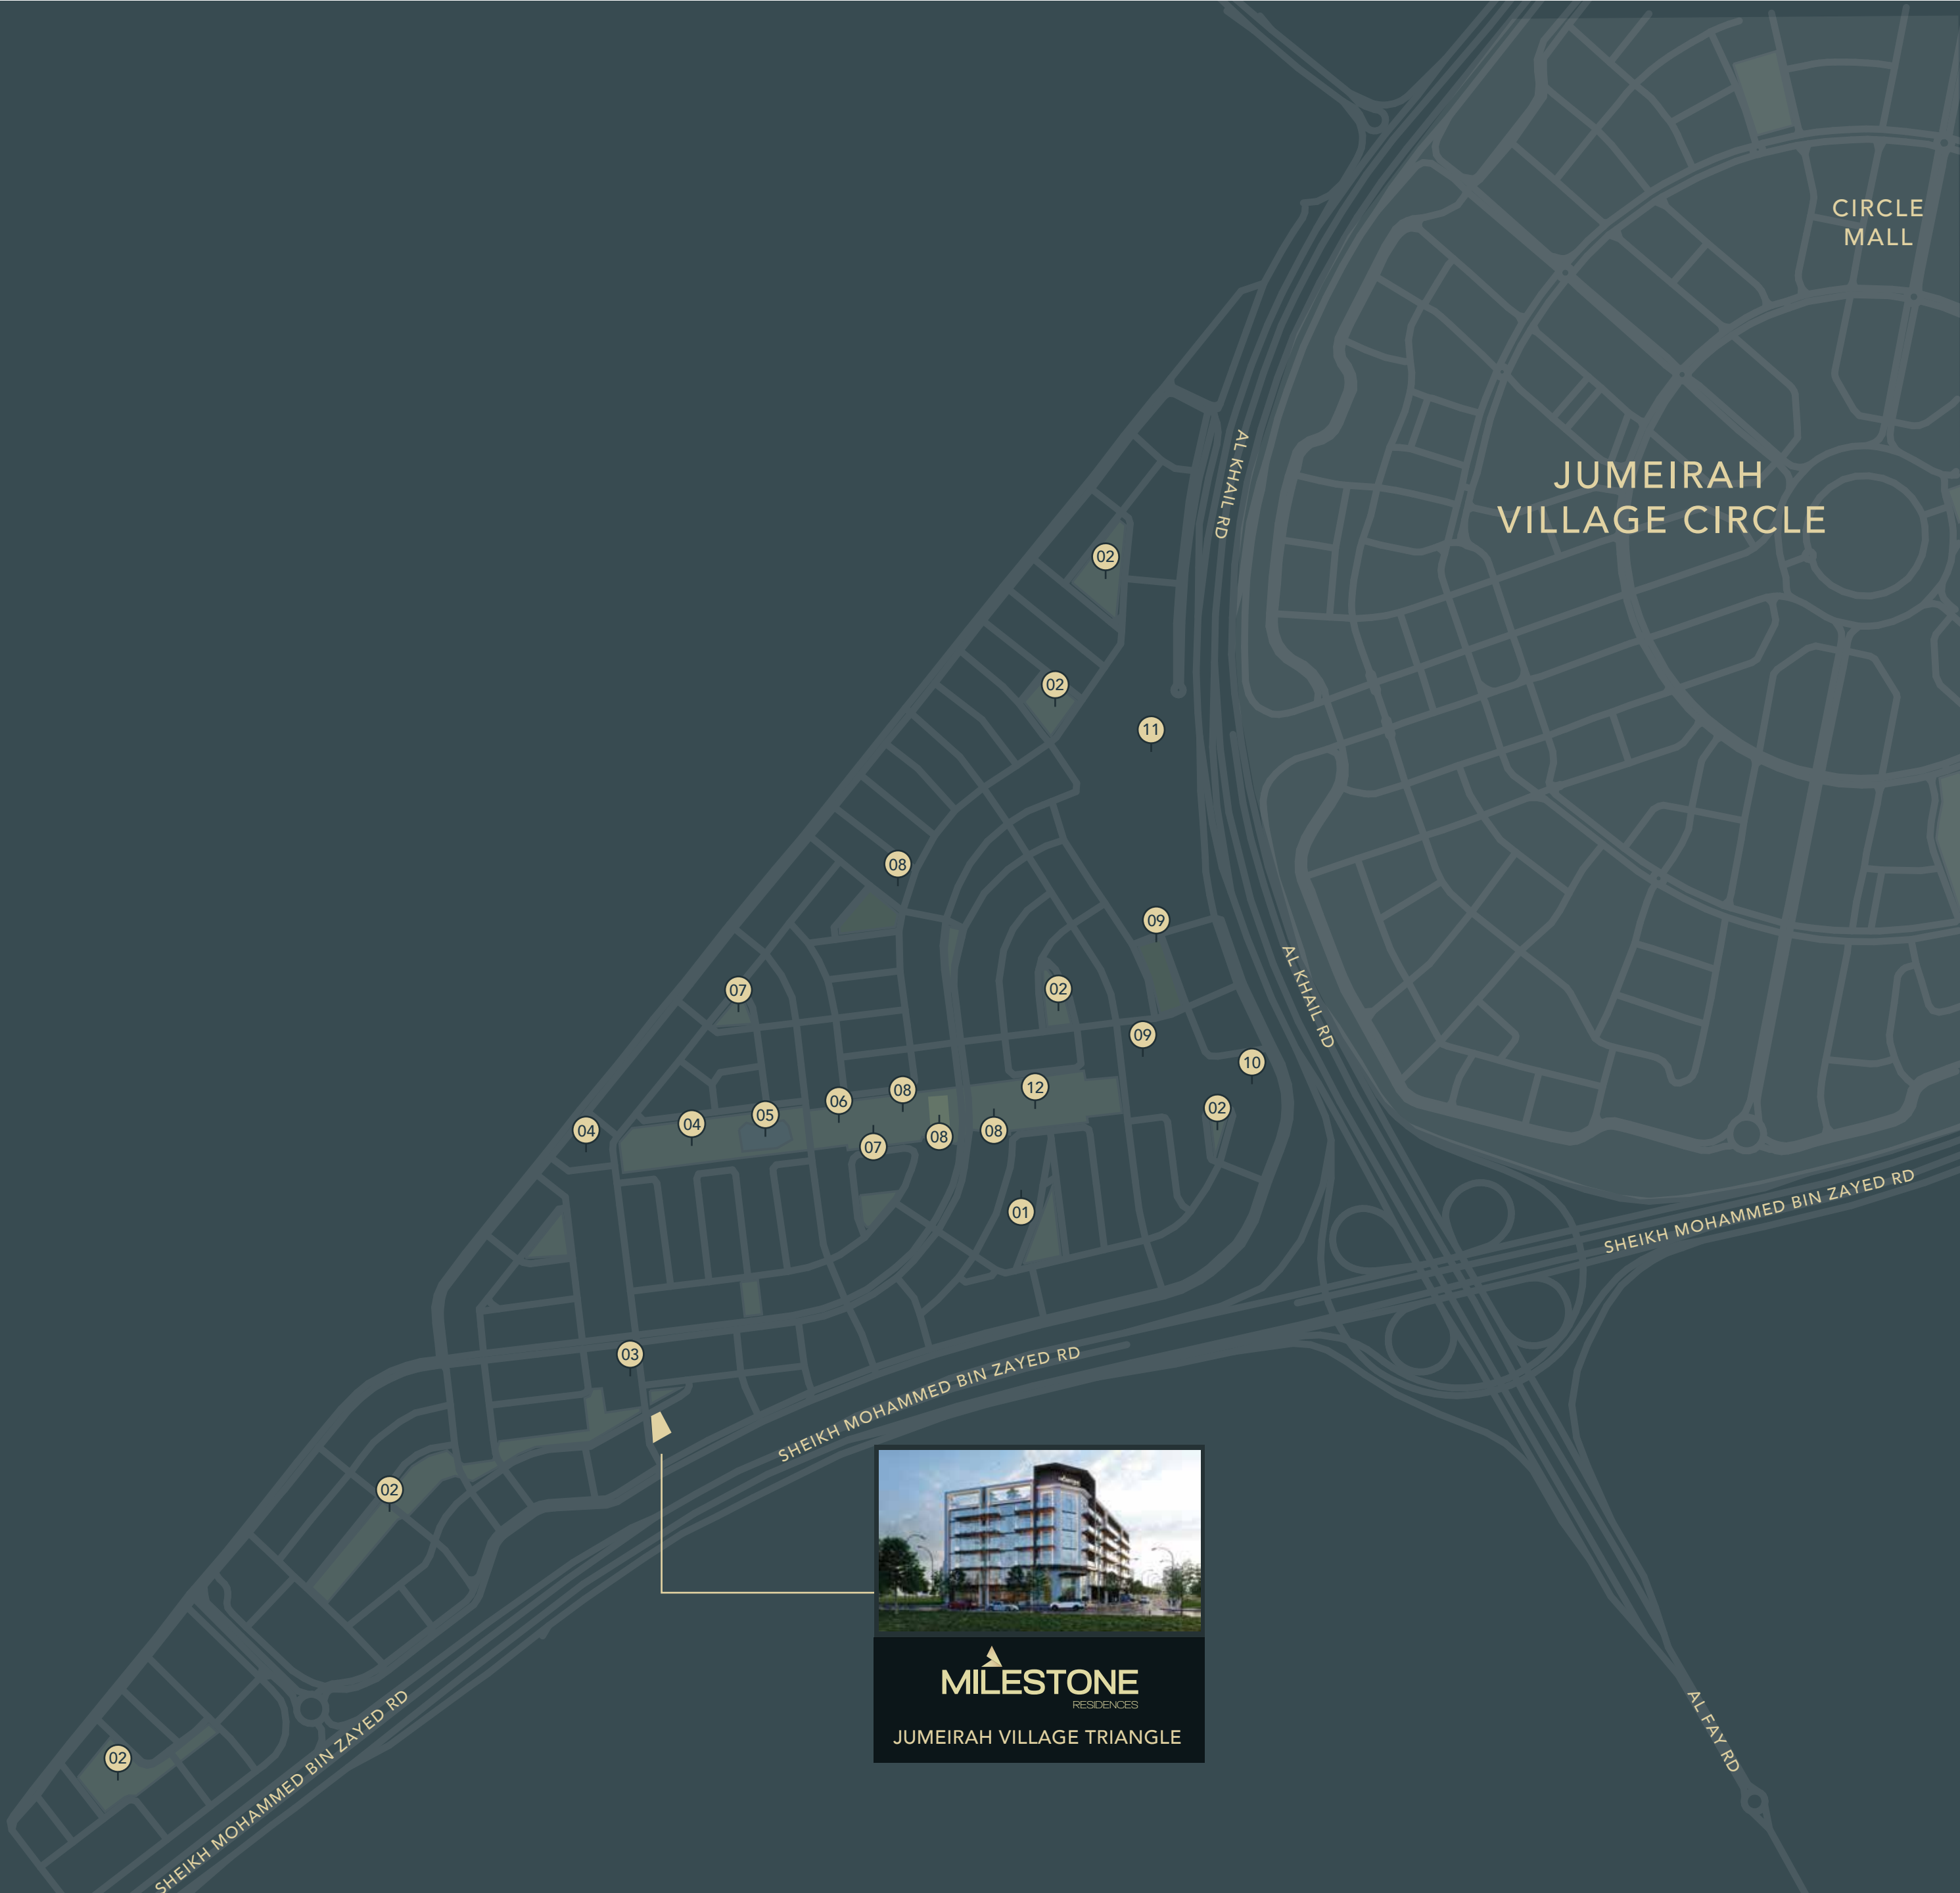 CIRCLE
MALL
AL KHAIL RD
JUMEIRAH
VILLAGE CIRCLE
02
02
11
08
09
07
02
AL KHAIL RD
09
10
12
08
06
02
05
04
04
08
08
07
SHEIKH MOHAMMED BIN ZAYED RD
01
03
SHEIKH MOHAMMED BIN ZAYED RD
02
MILESTONE
RESIDENCES
JUMEIRAH VILLAGE TRIANGLE
AL FAY RD
02
SHEIKH MOHAMMED BIN ZAYED RD